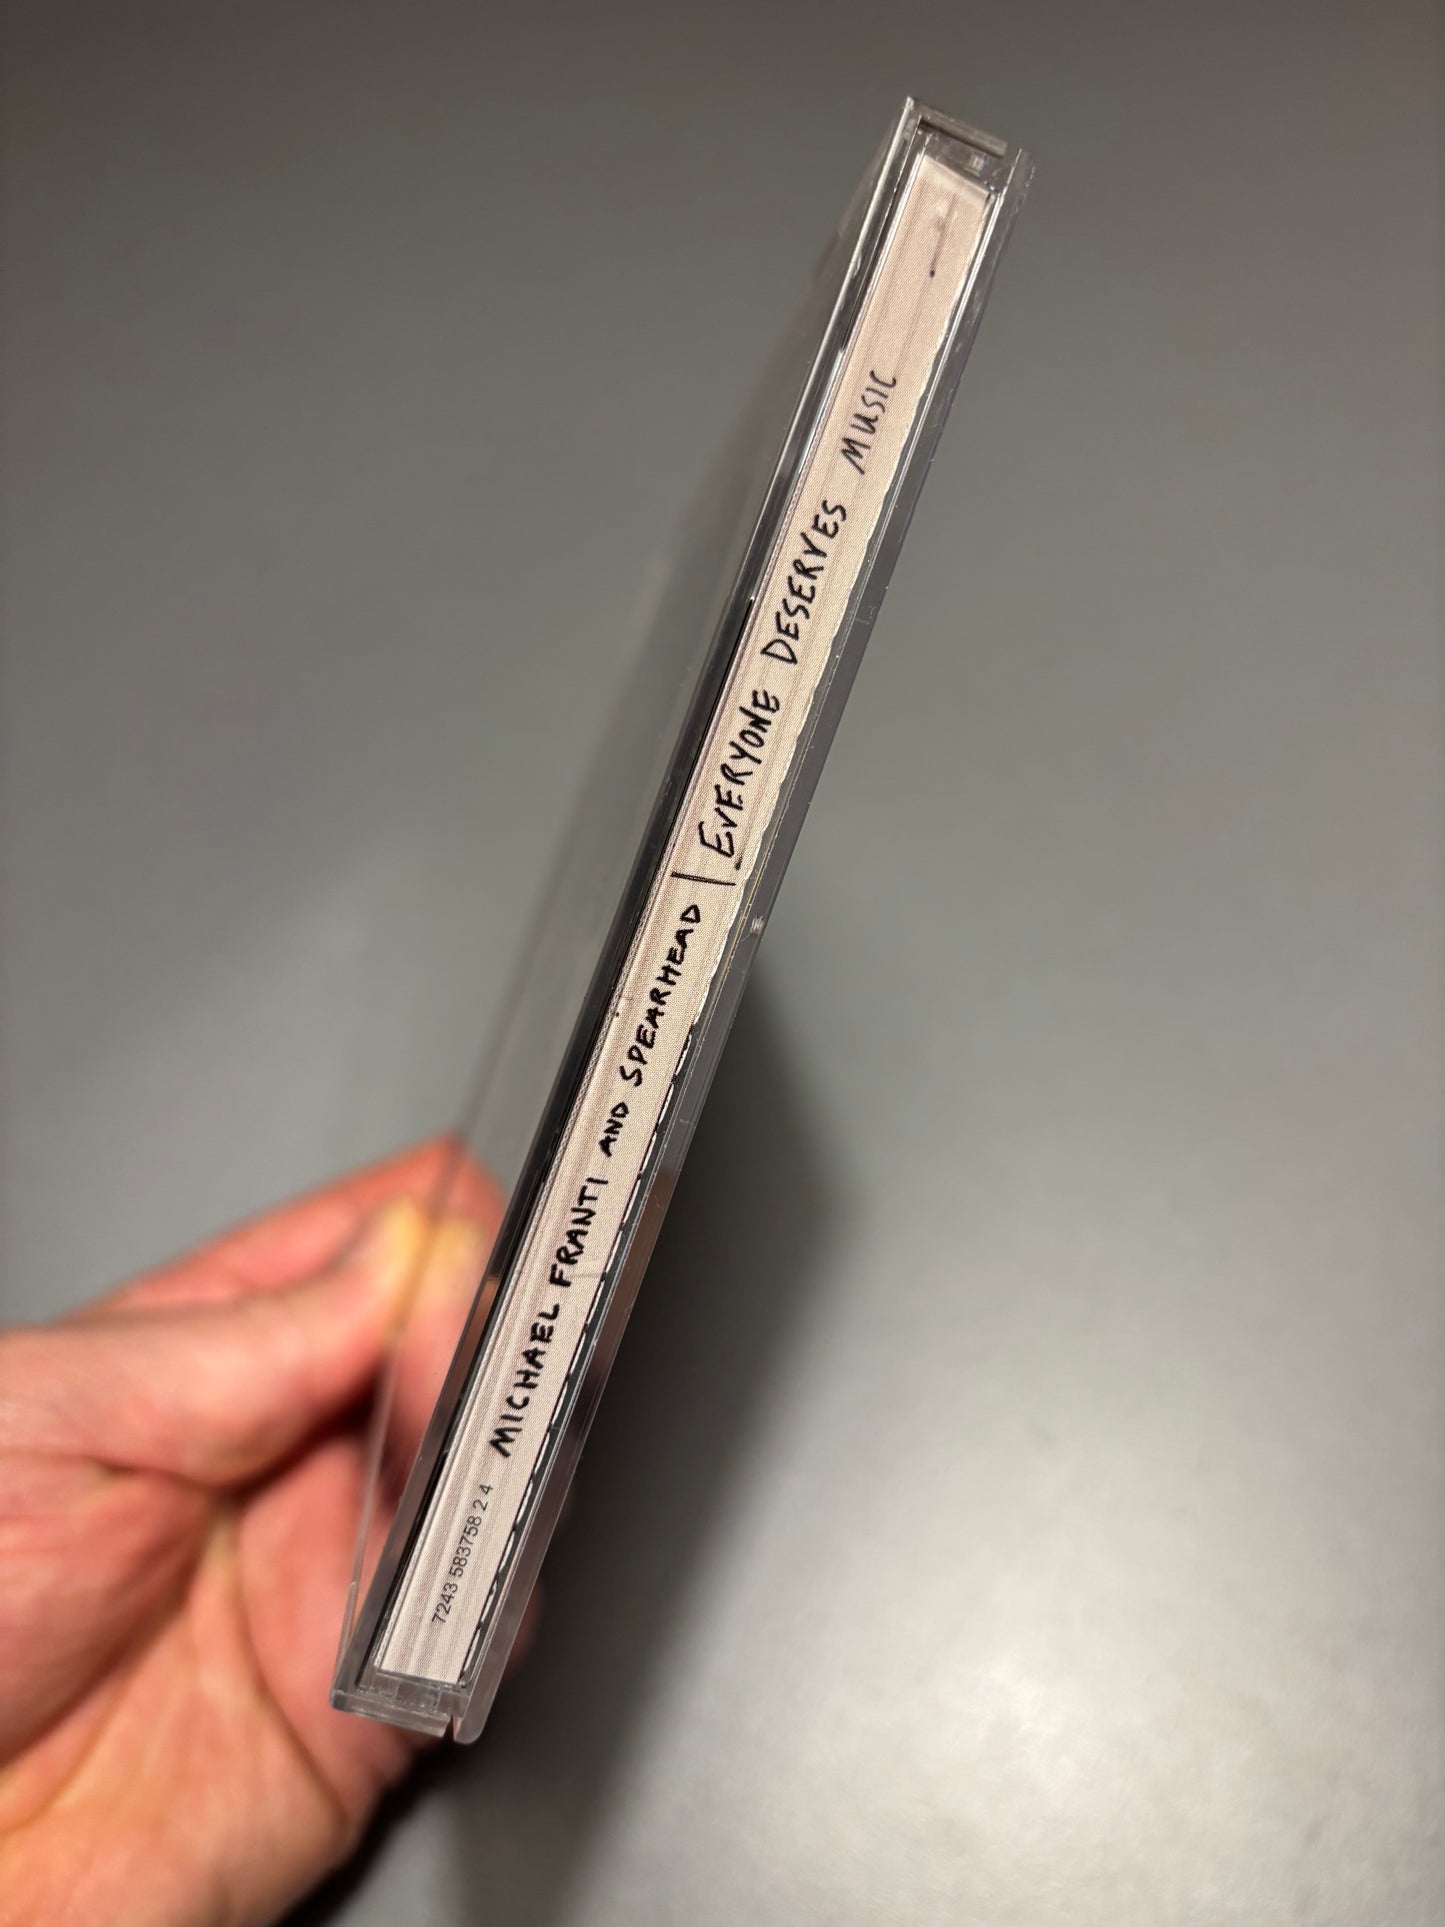 7243 583758 2 4 MICHAEL FRANTI AND SPEARHEAD | EVERYONE DESERVES MUSIC